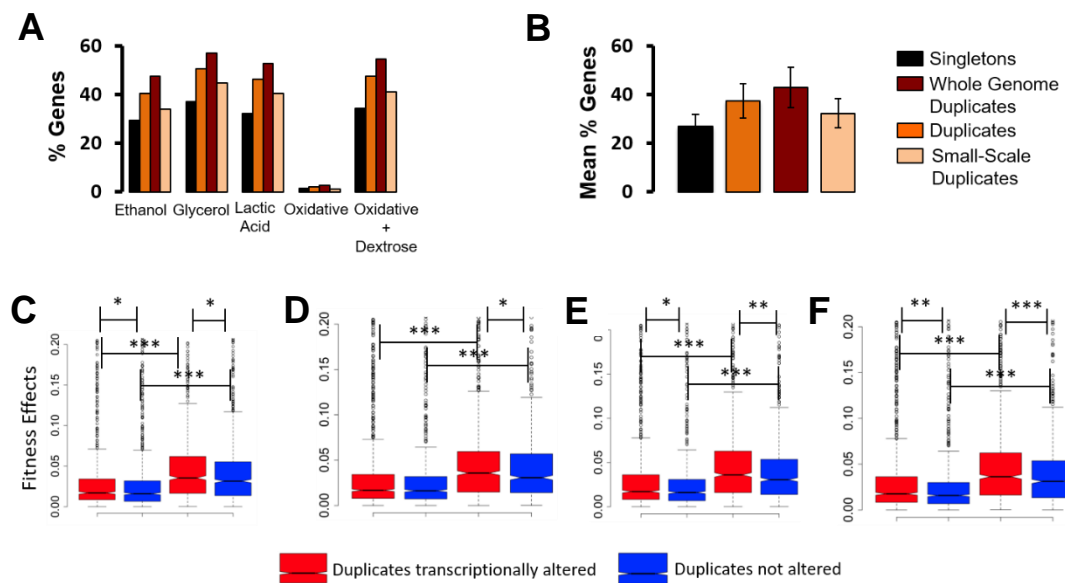 A
% Genes
60
40
20
0
Ethanol
Glycerol
Lactic
Acid
Oxidative
Oxidative
+
Dextrose
B
Mean % Genes
60
40
20
0
Singletons
Whole Genome
Duplicates
Duplicates
Small-Scale
Duplicates
C
Fitness Effects
0.20
0.15
0.10
0.05
0.00
*
*
***
***
D
0.20
0.15
0.10
0.05
0.00
***
*
***
E
0
0.15
0.10
0.05
0.00
*
**
***
***
F
0.20
0.15
0.10
0.05
0.00
**
***
***
***
Duplicates transcriptionally altered
Duplicates not altered